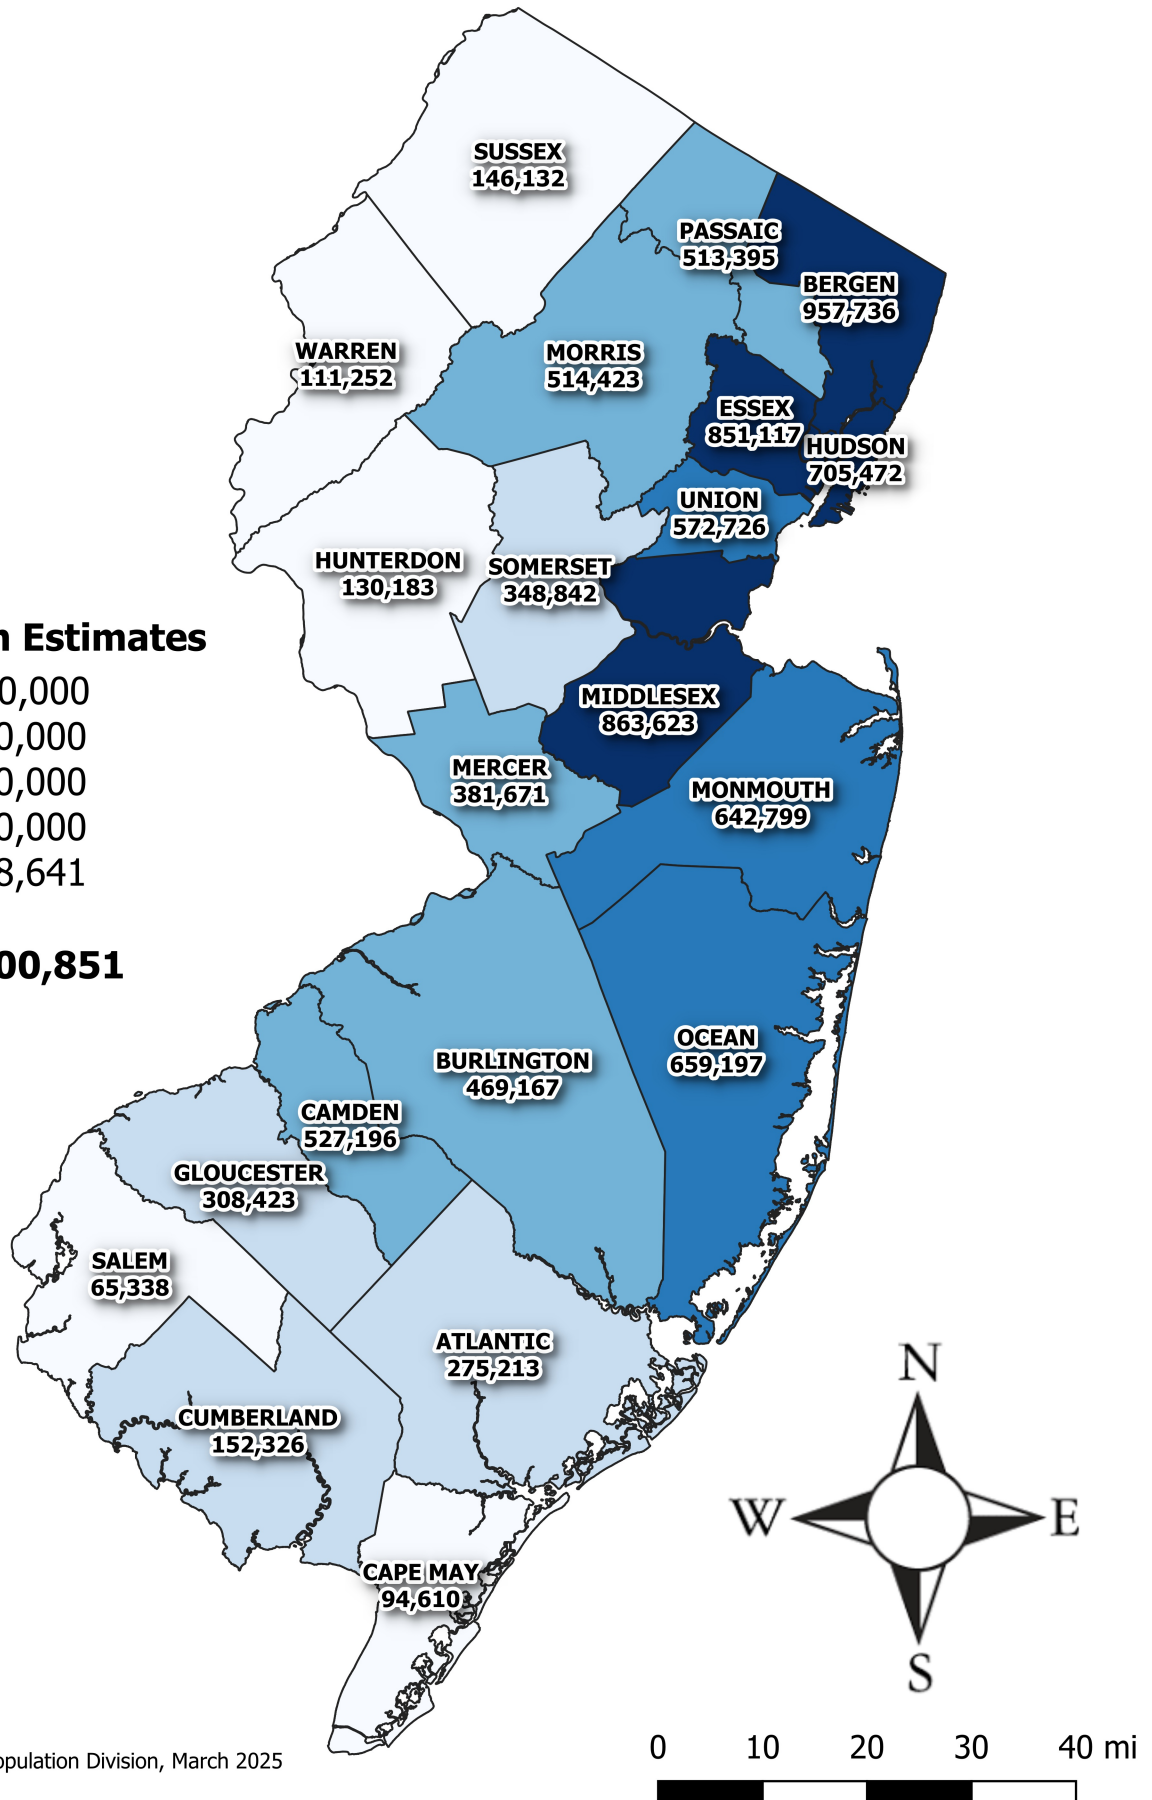 SUSSEX
146,132
PASSAIC
513,395
BERGEN
957,736
WARREN
111,252
MORRIS
514,423
ESSEX
851,117
HUDSON
705,472
UNION
572,726
HUNTERDON
130,183
SOMERSET
348,842
n Estimates
0,000
0,000
0,000
0,000
8,641
00,851
MIDDLESEX
863,623
MERCER
381,671
MONMOUTH
642,799
OCEAN
659,197
BURLINGTON
469,167
CAMDEN
527,196
GLOUCESTER
308,423
SALEM
65,338
ATLANTIC
275,213
CUMBERLAND
152,326
CAPE MAY
94,610
N
W E
S
opulation Division, March 2025
0 10 20 30 40 mi